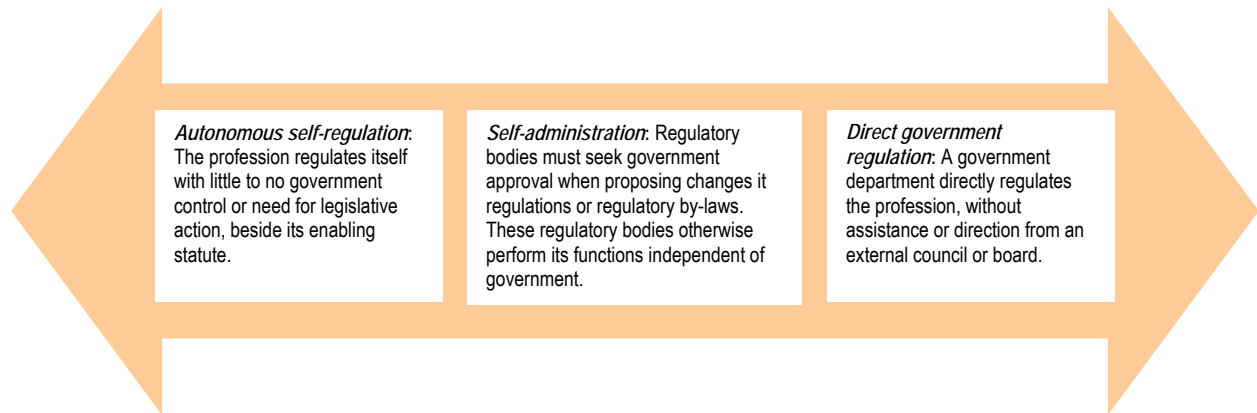 Autonomous self-regulation:
The profession regulates itself
with little to no government
control or need for legislative
action, beside its enabling
statute.
Self-administration: Regulatory
bodies must seek government
approval when proposing changes it
regulations or regulatory by-laws.
These regulatory bodies otherwise
perform its functions independent of
government.
Direct government
regulation: A government
department directly regulates
the profession, without
assistance or direction from an
external council or board.